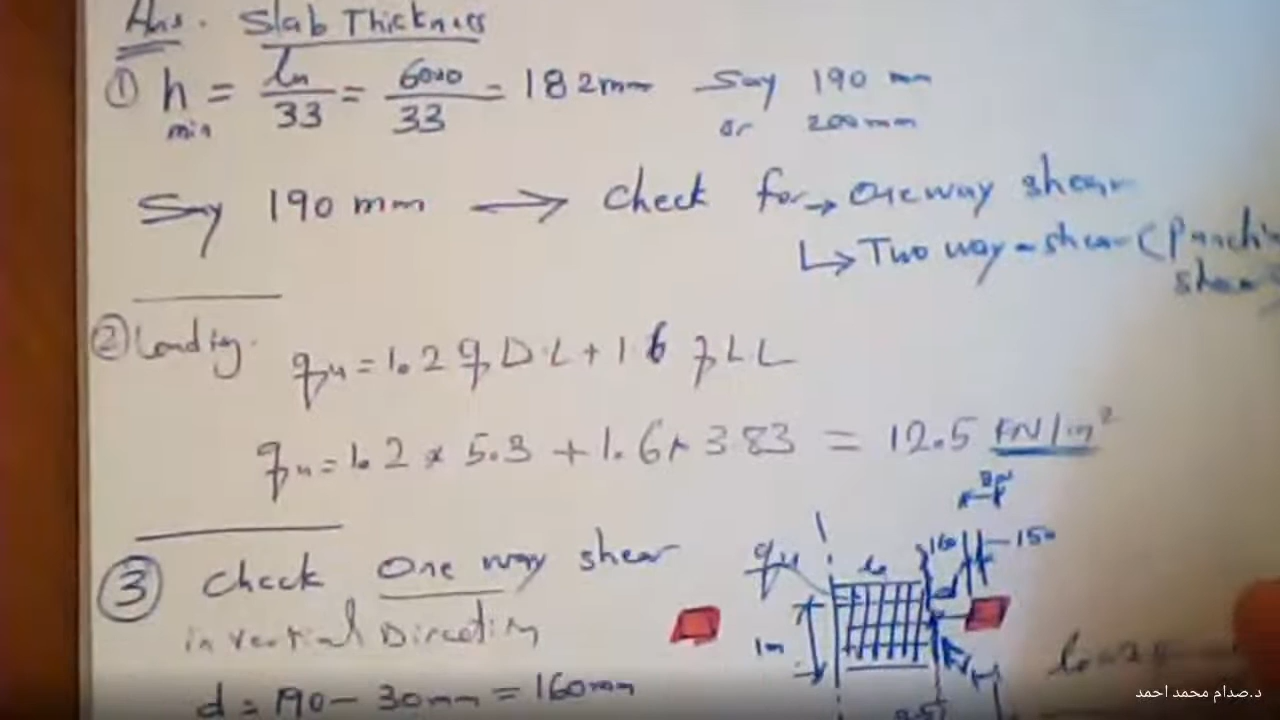 Ans. Slab Thickness
① h min = ln/33 = 6000/33 = 182mm Say 190 mm
or 200mm
Say 190 mm → Check for → One way shear
↳ Two way - shear (Punchi
shear
② Loading. qu = 1.2 q D.L + 1.6 q L L
qu = 1.2 * 5.3 + 1.6 * 3.83 = 12.5 KN/m²
③ Check One way shear
in vertical Direction
d = 190 - 30mm = 160mm
qu
lo
160
150
1m
د.صدام محمد احمد